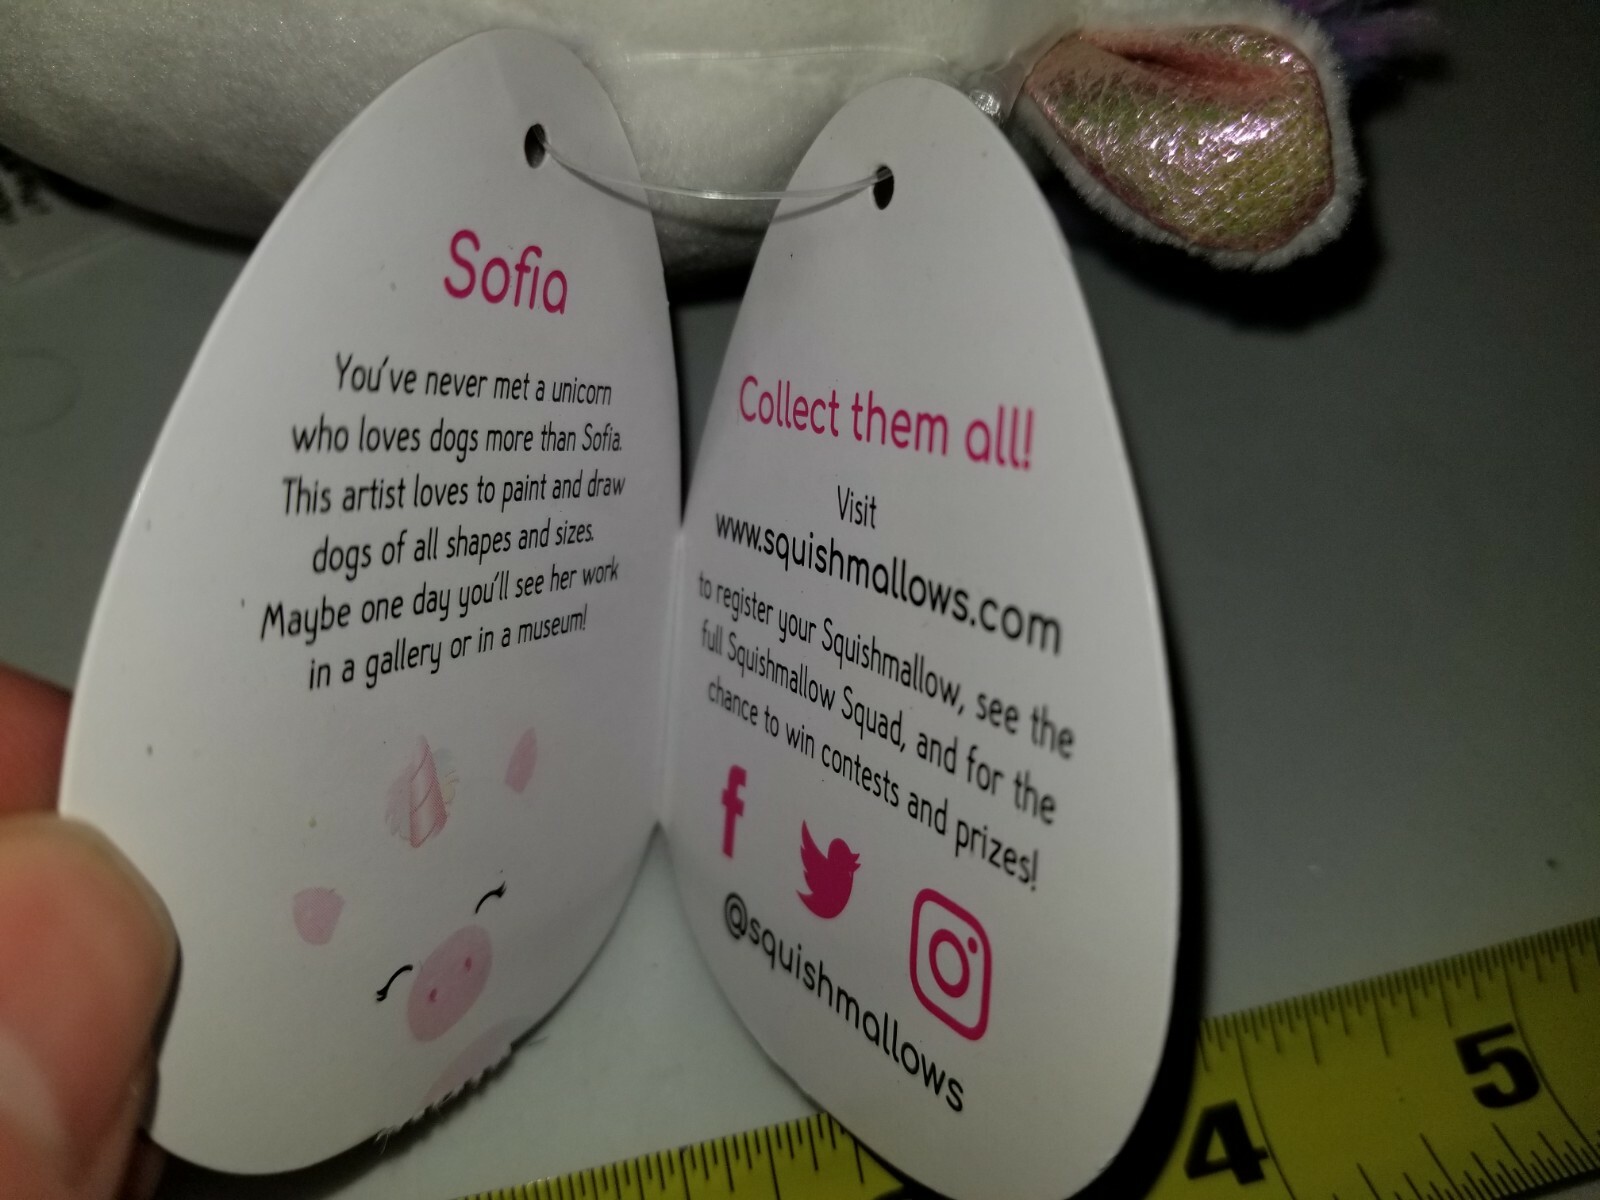 Sofia
You've never met a unicorn
who loves dogs more than Sofia.
This artist loves to paint and draw
dogs of all shapes and sizes.
Maybe one day you'll see her work
in a gallery or in a museum!
Collect them all!
Visit
www.squishmallows.com
to register your Squishmallow, see the
full Squishmallow Squad, and for the
chance to win contests and prizes!
@squishmallows
4
5